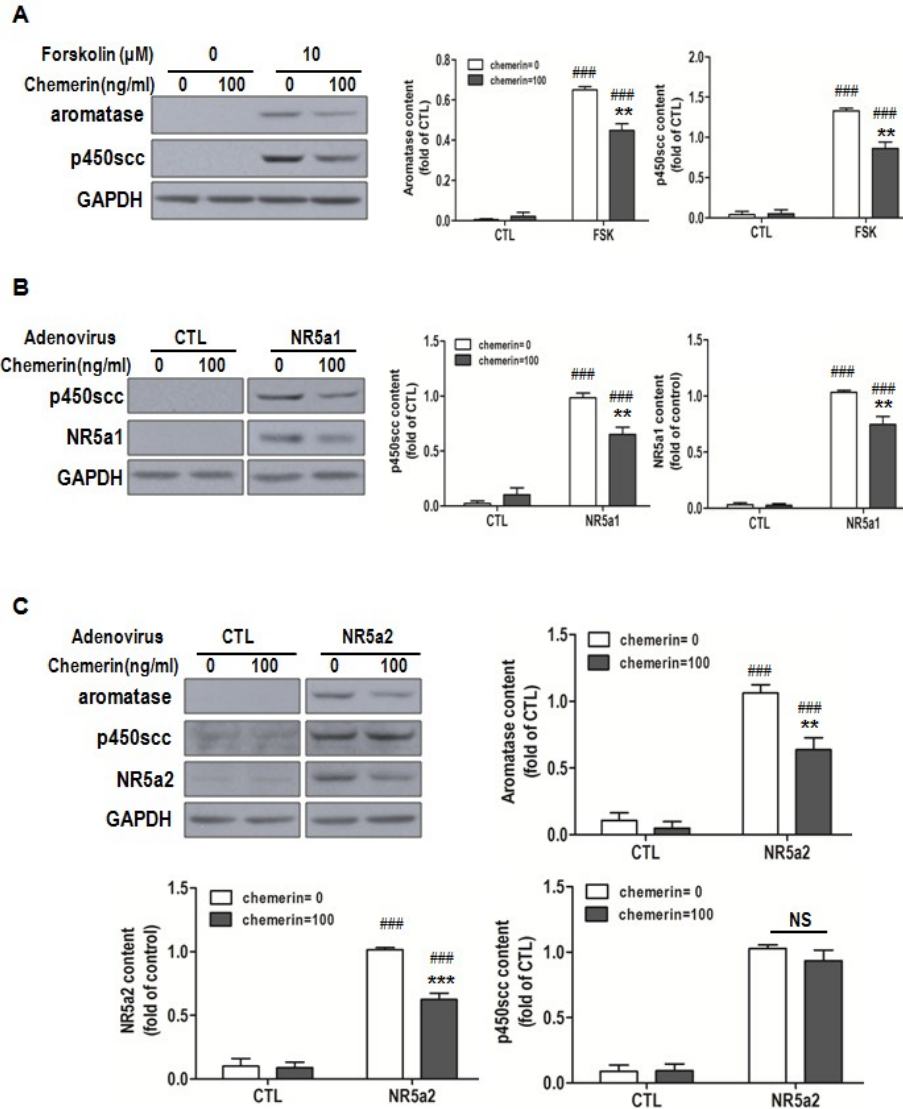 A
Forskolin (µM) 0 10
Chemerin(ng/ml) 0 100 0 100
aromatase
p450scc
GAPDH
Aromatase content
(fold of CTL)
0.8
0.6
0.4
0.2
0.0
chemerin= 0
chemerin=100
###
###
**
CTL
FSK
p450scc content
(fold of CTL)
2.0
1.5
1.0
0.5
0.0
###
###
**
CTL
FSK
B
Adenovirus CTL NR5a1
Chemerin(ng/ml) 0 100 0 100
p450scc
NR5a1
GAPDH
p450scc content
(fold of CTL)
1.5
1.0
0.5
0.0
chemerin= 0
chemerin=100
###
###
**
CTL
NR5a1
NR5a1 content
(fold of control)
1.5
1.0
0.5
0.0
###
###
**
CTL
NR5a1
C
Adenovirus CTL NR5a2
Chemerin(ng/ml) 0 100 0 100
aromatase
p450scc
NR5a2
GAPDH
Aromatase content
(fold of CTL)
1.5
1.0
0.5
0.0
chemerin= 0
chemerin=100
###
###
**
CTL
NR5a2
NR5a2 content
(fold of control)
1.5
1.0
0.5
0.0
chemerin= 0
chemerin=100
###
###
***
CTL
NR5a2
p450scc content
(fold of CTL)
1.5
1.0
0.5
0.0
chemerin= 0
chemerin=100
NS
CTL
NR5a2